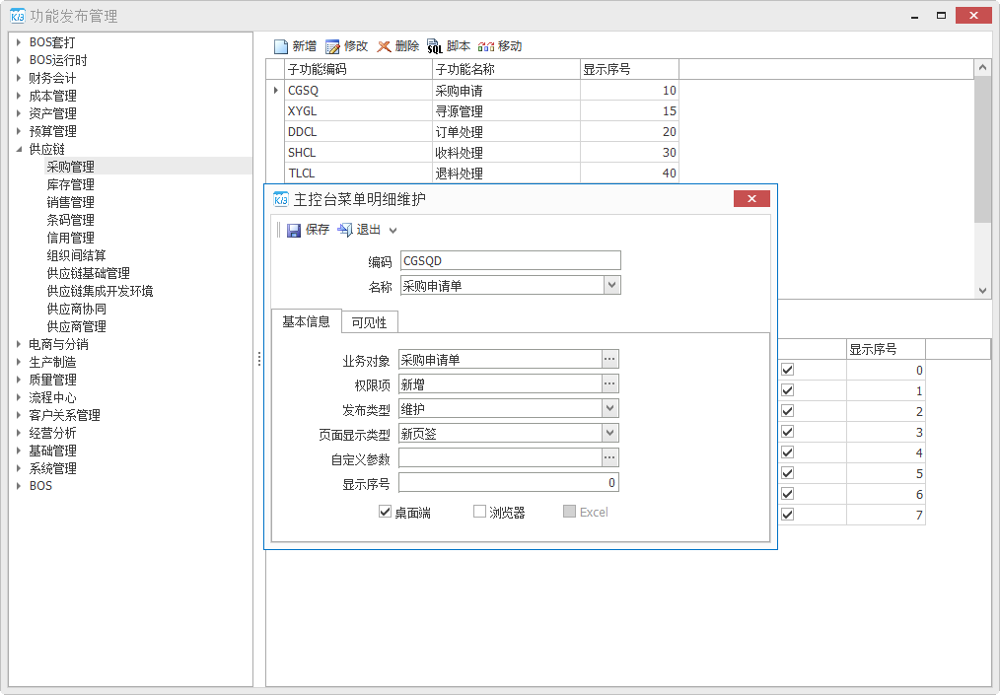 K/3 功能发布管理
BOS套打
BOS运行时
财务会计
成本管理
资产管理
预算管理
供应链
采购管理
库存管理
销售管理
条码管理
信用管理
组织间结算
供应链基础管理
供应链集成开发环境
供应商协同
供应商管理
电商与分销
生产制造
质量管理
流程中心
客户关系管理
经营分析
基础管理
系统管理
BOS
新增 修改 删除 SQL 脚本 移动
子功能编码 子功能名称 显示序号
CGSQ 采购申请 10
XYGL 寻源管理 15
DDCL 订单处理 20
SHCL 收料处理 30
TLCL 退料处理 40
K/3 主控台菜单明细维护
保存 退出
编码 CGSQD
名称 采购申请单
基本信息 可见性
业务对象 采购申请单
权限项 新增
发布类型 维护
页面显示类型 新页签
自定义参数
显示序号 0
桌面端 浏览器 Excel
显示序号
0
1
2
3
4
5
6
7